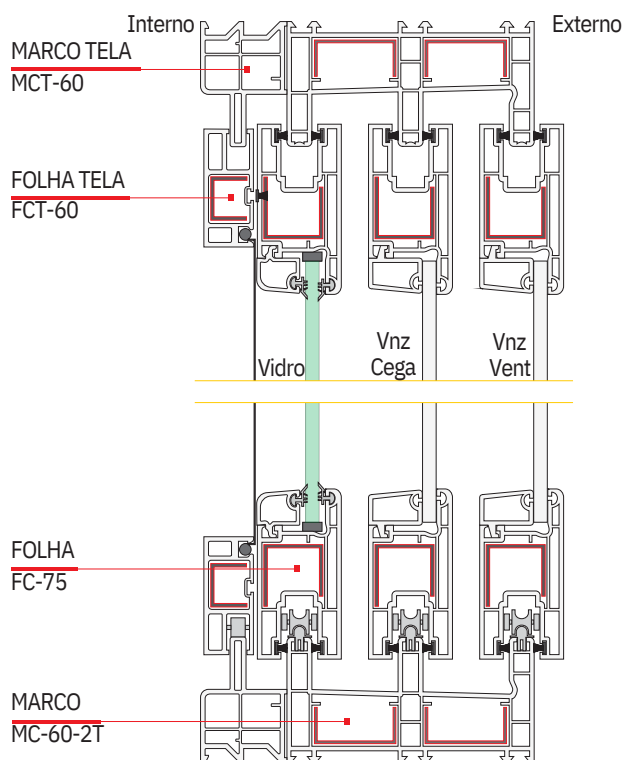 Interno
Externo
MARCO TELA
MCT-60
FOLHA TELA
FCT-60
Vidro
Vnz
Cega
Vnz
Vent
FOLHA
FC-75
MARCO
MC-60-2T